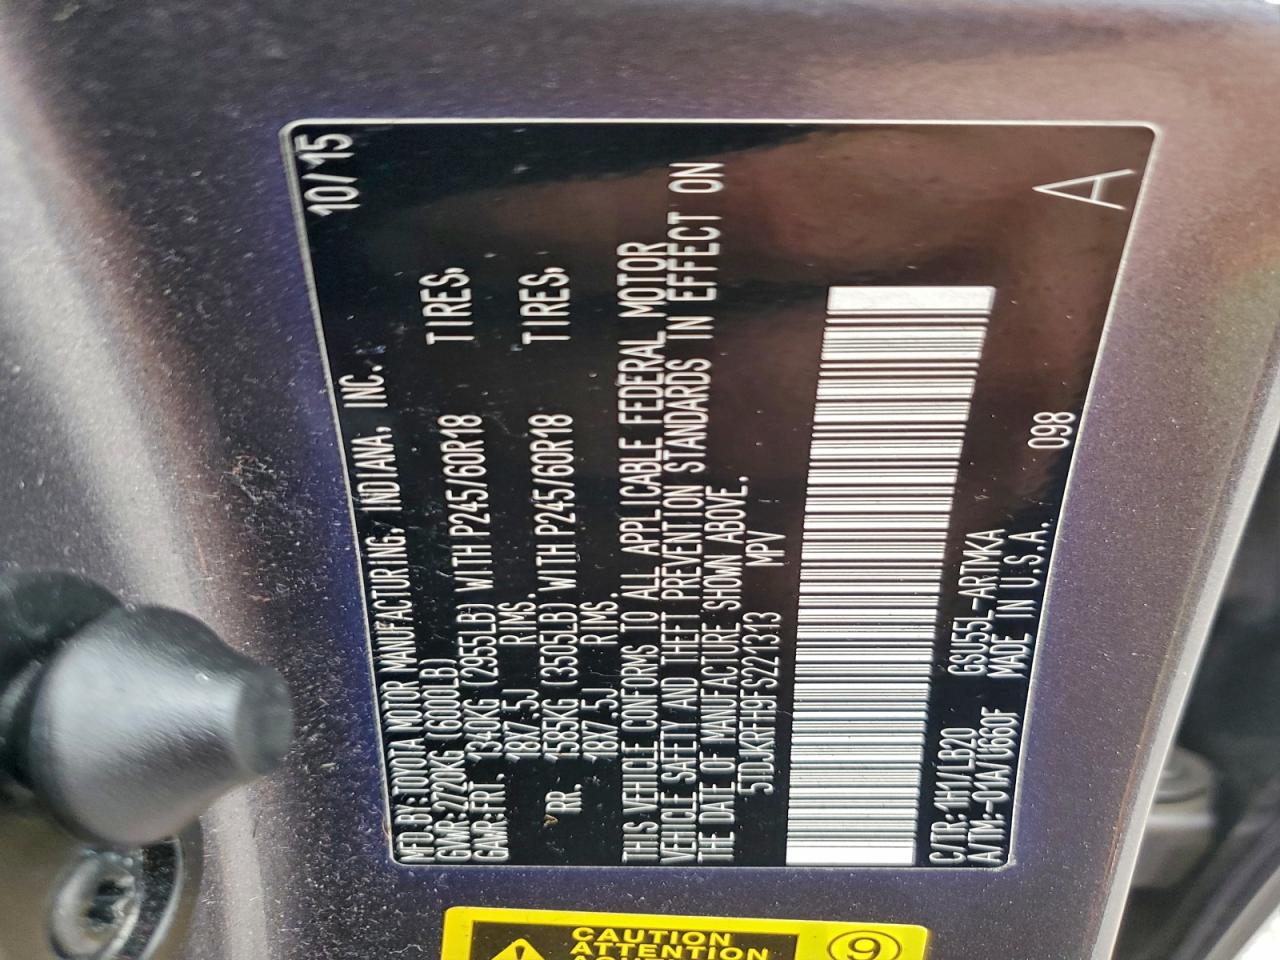 MFD.BY:TOYOTA MOTOR MANUFACTURING, INDIANA, INC. 10/15
GVWR:2720KG (6000LB)
GAWR:FRT. 1340KG (2955LB) WITH P245/60R18 TIRES,
18X7.5J RIMS.
RR. 1585KG (3505LB) WITH P245/60R18 TIRES,
18X7.5J RIMS.
THIS VEHICLE CONFORMS TO ALL APPLICABLE FEDERAL MOTOR
VEHICLE SAFETY AND THEFT PREVENTION STANDARDS IN EFFECT ON
THE DATE OF MANUFACTURE SHOWN ABOVE.
5TDJKRFH9FS221313 MPV
C/TR:1H1/LB20 GSU55L-ARTMKA 098
A/TM:-011A/U660F MADE IN U.S.A.
A
CAUTION
ATTENTION
9